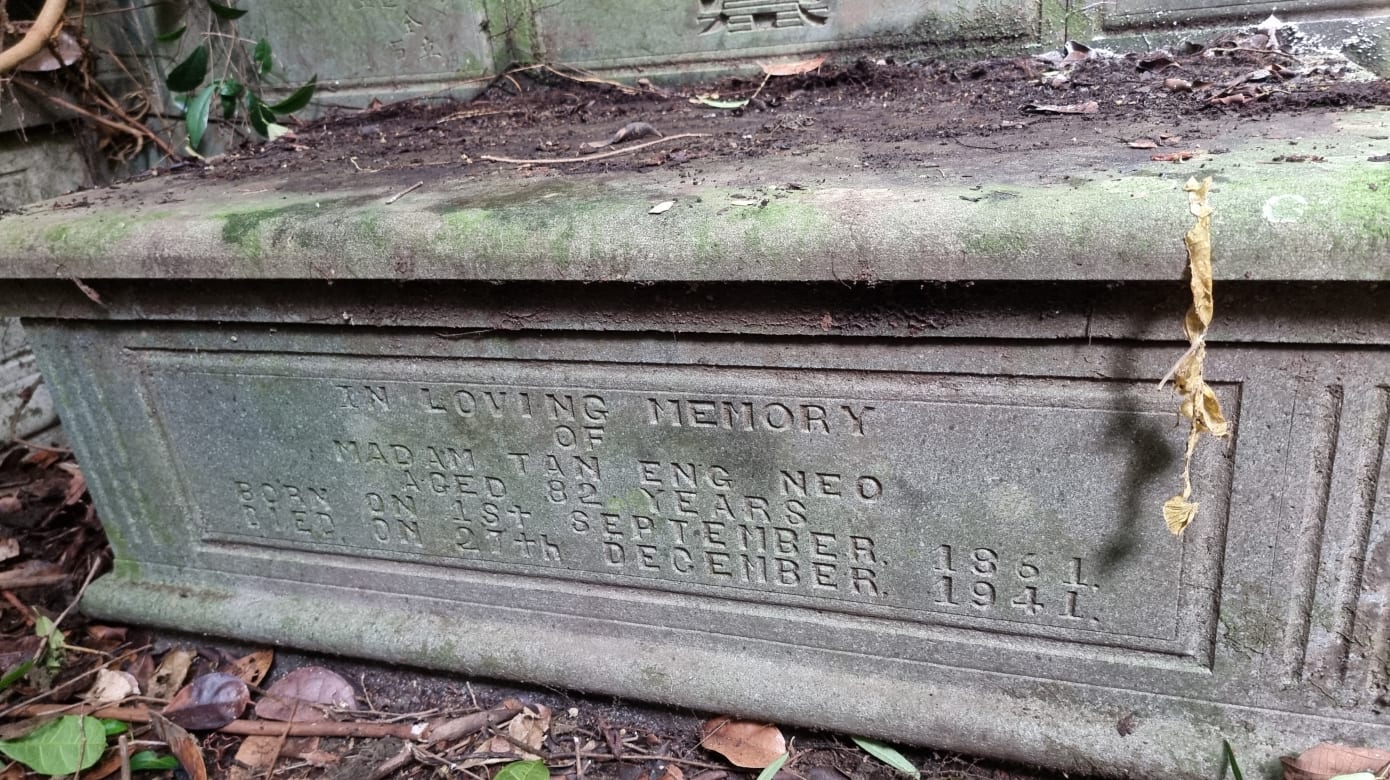 IN LOVING MEMORY
OF
MADAM TAN ENG NEO
AGED 82 YEARS
BORN ON 1St SEPTEMBER. 1861.
DIED. ON 27th. DECEMBER. 1941.